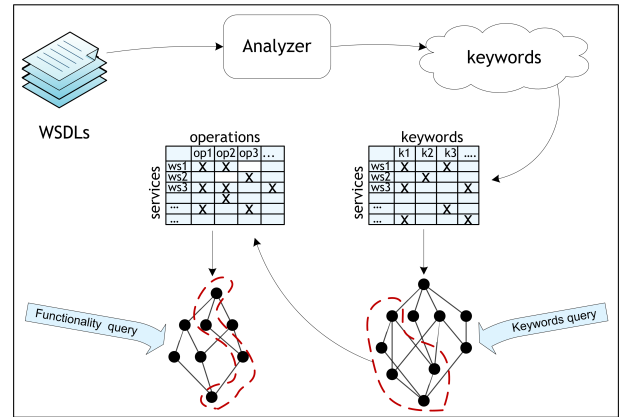 Analyzer
keywords
WSDLs
operations
keywords
services
op1 op2 op3 ...
ws1 X X
ws2 X
ws3 X X X
X
... X X
...
services
k1 k2 k3 ....
ws1 X X
ws2 X
ws3 X X
... X
... X X
Functionality query
Keywords query